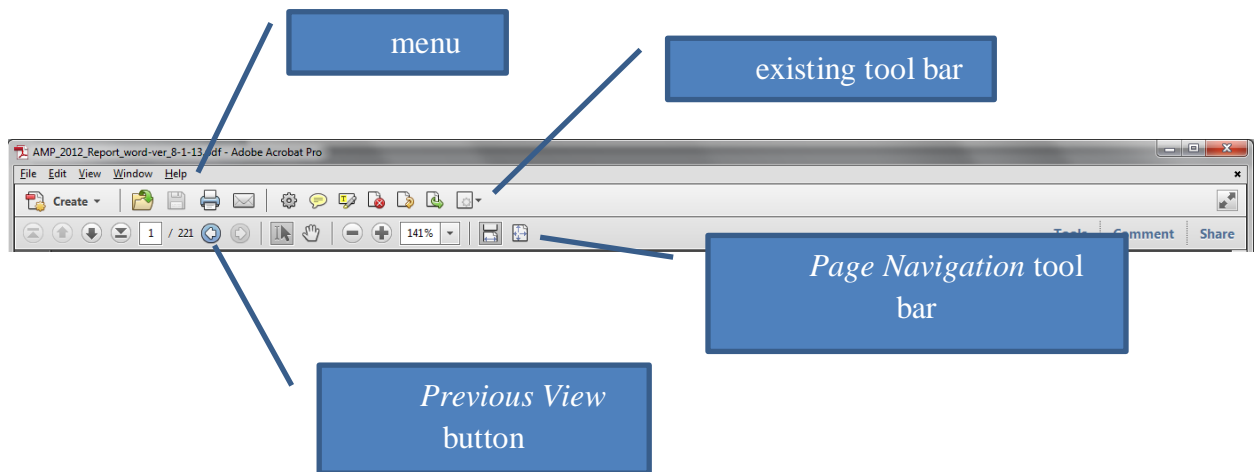 menu
existing tool bar
AMP_2012_Report_word-ver_8-1-13.pdf - Adobe Acrobat Pro
File Edit View Window Help
Create
1 / 221 141% Tools Comment Share
Page Navigation tool
bar
Previous View
button